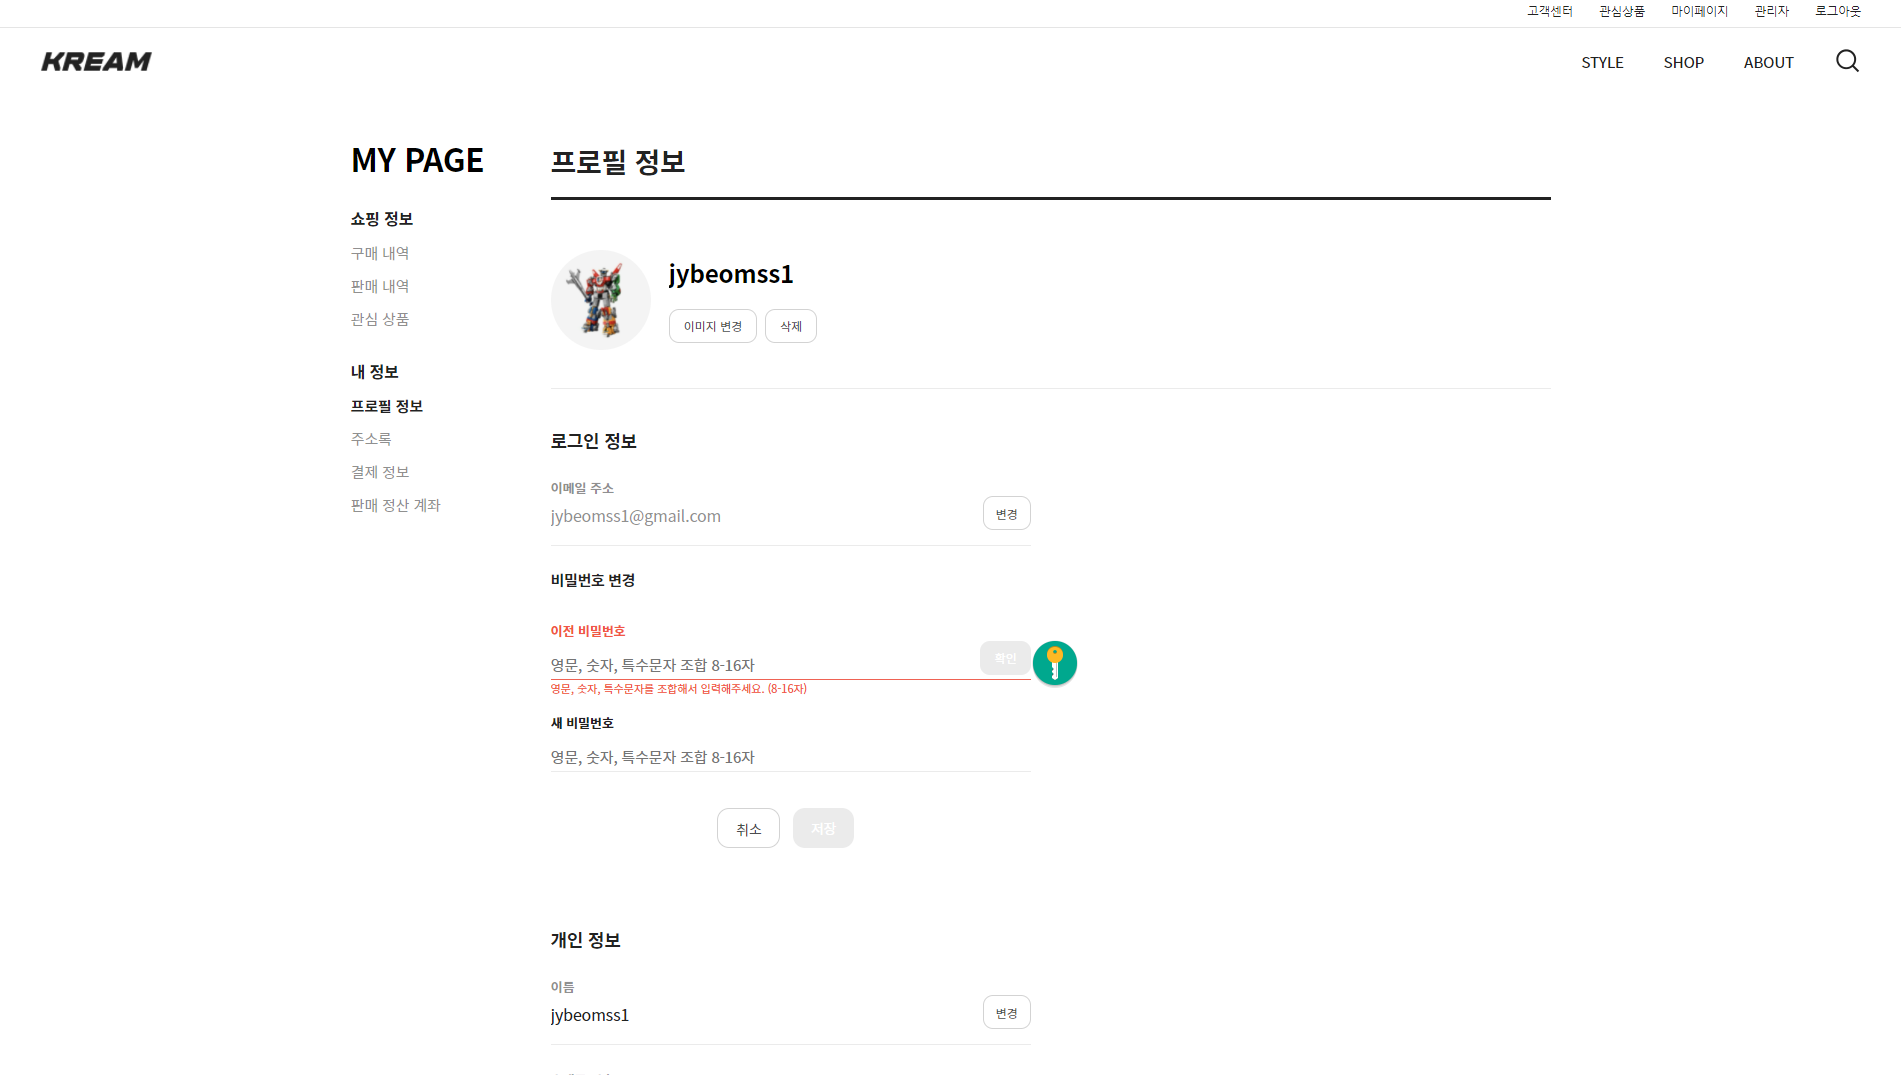 고객센터 관심상품 마이페이지 관리자 로그아웃
KREAM
STYLE SHOP ABOUT
MY PAGE
쇼핑 정보
구매 내역
판매 내역
관심 상품
내 정보
프로필 정보
주소록
결제 정보
판매 정산 계좌
프로필 정보
jybeomss1
이미지 변경 삭제
로그인 정보
이메일 주소
jybeomss1@gmail.com 변경
비밀번호 변경
이전 비밀번호
영문, 숫자, 특수문자 조합 8-16자 확인
영문, 숫자, 특수문자를 조합해서 입력해주세요. (8-16자)
새 비밀번호
영문, 숫자, 특수문자 조합 8-16자
취소 저장
개인 정보
이름
jybeomss1 변경